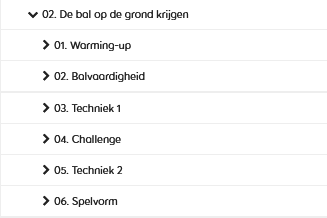 02. De bal op de grond krijgen
01. Warming-up
02. Balvaardigheid
03. Techniek 1
04. Challenge
05. Techniek 2
06. Spelvorm